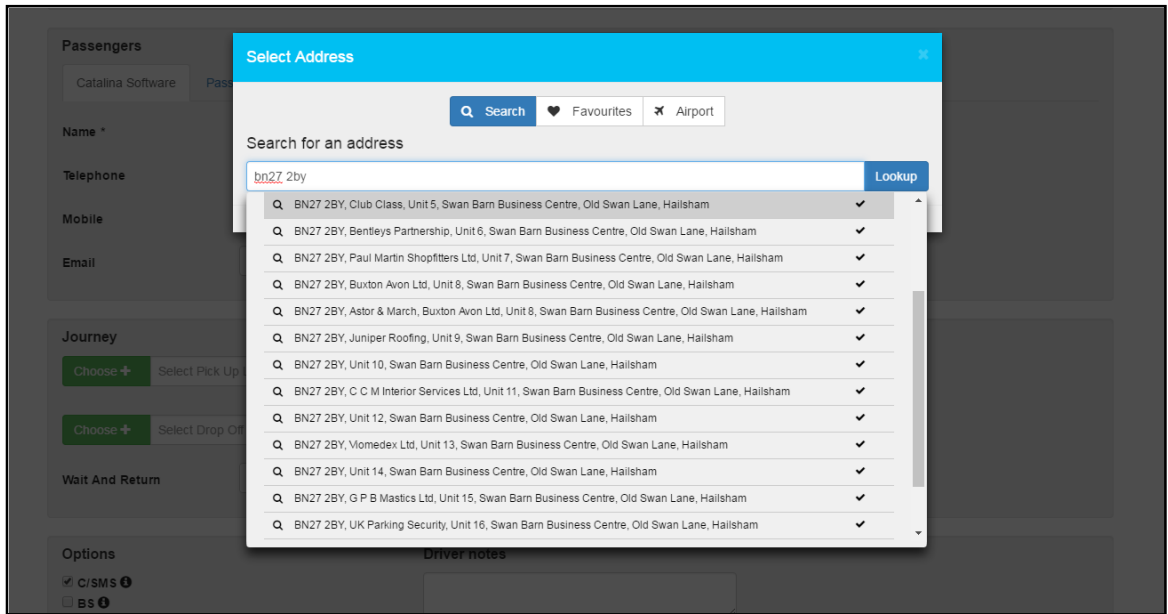 Passengers
Select Address
Catalina Software
Pass
Search Favourites Airport
Name *
Search for an address
Telephone
bn27 2by Lookup
BN27 2BY, Club Class, Unit 5, Swan Barn Business Centre, Old Swan Lane, Hailsham
Mobile
BN27 2BY, Bentleys Partnership, Unit 6, Swan Barn Business Centre, Old Swan Lane, Hailsham
BN27 2BY, Paul Martin Shopfitters Ltd, Unit 7, Swan Barn Business Centre, Old Swan Lane, Hailsham
Email
BN27 2BY, Buxton Avon Ltd, Unit 8, Swan Barn Business Centre, Old Swan Lane, Hailsham
BN27 2BY, Astor & March, Buxton Avon Ltd, Unit 8, Swan Barn Business Centre, Old Swan Lane, Hailsham
Journey
BN27 2BY, Juniper Roofing, Unit 9, Swan Barn Business Centre, Old Swan Lane, Hailsham
Choose Select Pick Up
BN27 2BY, Unit 10, Swan Barn Business Centre, Old Swan Lane, Hailsham
BN27 2BY, C C M Interior Services Ltd, Unit 11, Swan Barn Business Centre, Old Swan Lane, Hailsham
BN27 2BY, Unit 12, Swan Barn Business Centre, Old Swan Lane, Hailsham
Choose Select Drop Off
BN27 2BY, Viomedex Ltd, Unit 13, Swan Barn Business Centre, Old Swan Lane, Hailsham
BN27 2BY, Unit 14, Swan Barn Business Centre, Old Swan Lane, Hailsham
Wait And Return
BN27 2BY, G P B Mastics Ltd, Unit 15, Swan Barn Business Centre, Old Swan Lane, Hailsham
BN27 2BY, UK Parking Security, Unit 16, Swan Barn Business Centre, Old Swan Lane, Hailsham
Options
Driver notes
C/SMS
BS